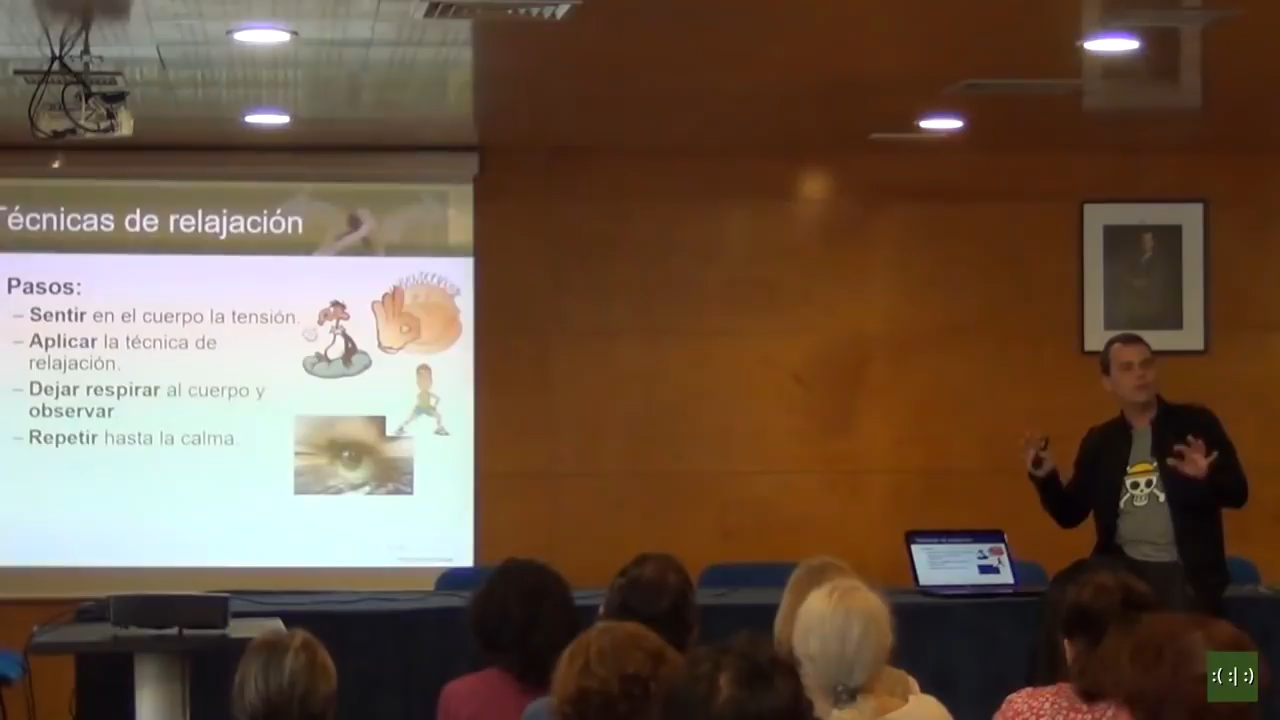 Técnicas de relajación
Pasos:
– Sentir en el cuerpo la tensión.
– Aplicar la técnica de
relajación.
– Dejar respirar al cuerpo y
observar
– Repetir hasta la calma.
:( :| :)